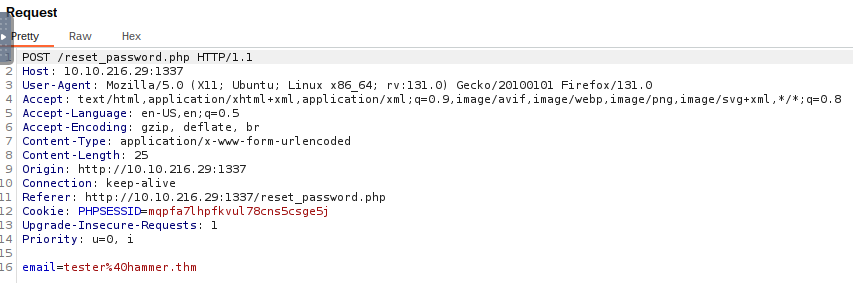 Request
Pretty Raw Hex
1 POST /reset_password.php HTTP/1.1
2 Host: 10.10.216.29:1337
3 User-Agent: Mozilla/5.0 (X11; Ubuntu; Linux x86_64; rv:131.0) Gecko/20100101 Firefox/131.0
4 Accept: text/html,application/xhtml+xml,application/xml;q=0.9,image/avif,image/webp,image/png,image/svg+xml,*/*;q=0.8
5 Accept-Language: en-US,en;q=0.5
6 Accept-Encoding: gzip, deflate, br
7 Content-Type: application/x-www-form-urlencoded
8 Content-Length: 25
9 Origin: http://10.10.216.29:1337
10 Connection: keep-alive
11 Referer: http://10.10.216.29:1337/reset_password.php
12 Cookie: PHPSESSID=mqpfa7lhpfkvul78cns5csge5j
13 Upgrade-Insecure-Requests: 1
14 Priority: u=0, i
15
16 email=tester%40hammer.thm